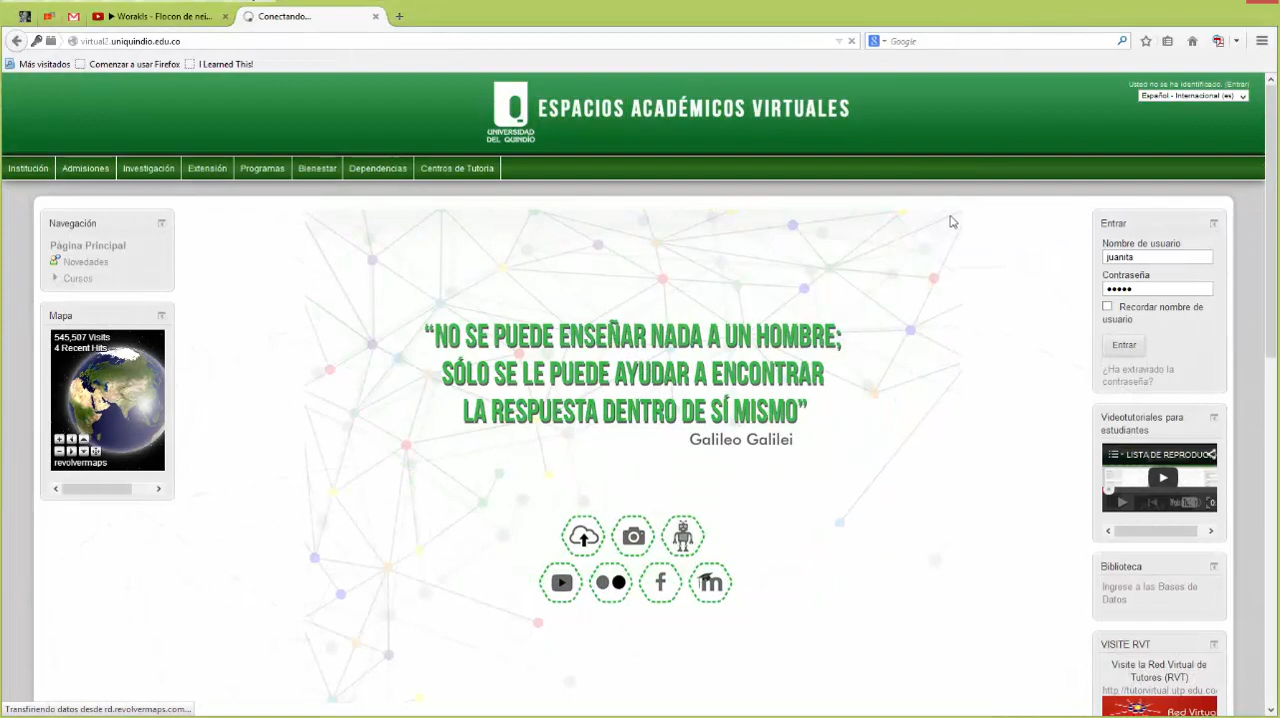 Worakls - Flocon de nei...
Conectando...
virtual2.uniquindio.edu.co
Google
Más visitados
Comenzar a usar Firefox
I Learned This!
Usted no se ha identificado. (Entrar)
Español - Internacional (es)
UNIVERSIDAD
DEL QUINDÍO
ESPACIOS ACADÉMICOS VIRTUALES
Institución
Admisiones
Investigación
Extensión
Programas
Bienestar
Dependencias
Centros de Tutoria
Navegación
Página Principal
Novedades
Cursos
Mapa
545,507 Visits
4 Recent Hits
revolvermaps
“NO SE PUEDE ENSEÑAR NADA A UN HOMBRE;
SÓLO SE LE PUEDE AYUDAR A ENCONTRAR
LA RESPUESTA DENTRO DE SÍ MISMO”
Galileo Galilei
Entrar
Nombre de usuario
juanita
Contraseña
Recordar nombre de
usuario
Entrar
¿Ha extraviado la
contraseña?
Videotutoriales para
estudiantes
LISTA DE REPRODUC
Biblioteca
Ingrese a las Bases de
Datos
VISITE RVT
Visite la Red Virtual de
Tutores (RVT)
http://tutorvirtual.utp.edu.co
Red Virtu
Transfiriendo datos desde rd.revolvermaps.com...